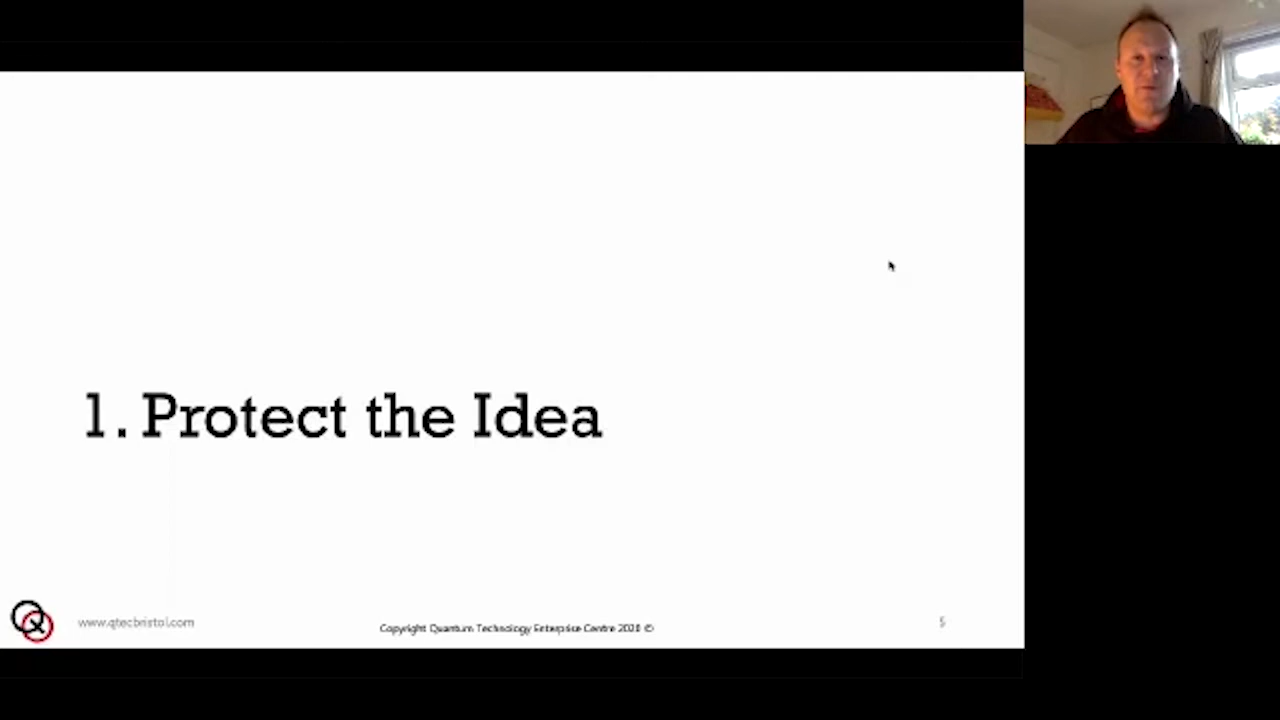 1. Protect the Idea
www.qtecbristol.com
Copyright Quantum Technology Enterprise Centre 2020 ©
5